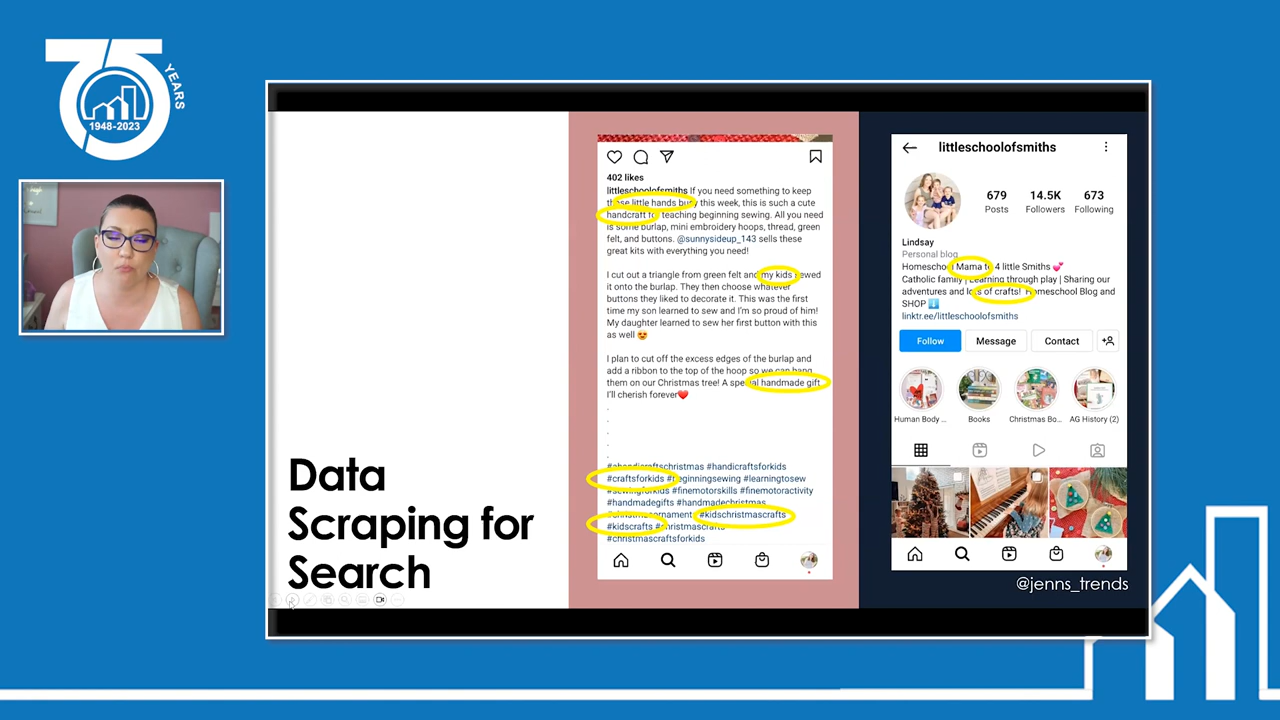 75
YEARS
1948-2023
Data
Scraping for
Search
402 likes
littleschoolofsmiths If you need something to keep
these little hands busy this week, this is such a cute
handcraft for teaching beginning sewing. All you need
is some burlap, mini embroidery hoops, thread, green
felt, and buttons. @sunnysideup_143 sells these
great kits with everything you need!
I cut out a triangle from green felt and my kids sewed
it onto the burlap. They then choose whatever
buttons they liked to decorate it. This was the first
time my son learned to sew and I'm so proud of him!
My daughter learned to sew her first button with this
as well 😍
I plan to cut off the excess edges of the burlap and
add a ribbon to the top of the hoop so we can hang
them on our Christmas tree! A special handmade gift
I'll cherish forever❤️
.
.
.
.
.
#ahandicraftschristmas #handicraftsforkids
#craftsforkids #beginningsewing #learningtosew
#sewingforkids #finemotorskills #finemotoractivity
#handmadegifts #handmadechristmas
#christmasornament #kidschristmascrafts
#kidscrafts #christmascrafts
#christmascraftsforkids
littleschoolofsmiths
679
Posts
14.5K
Followers
673
Following
Lindsay
Personal blog
Homeschool Mama to 4 little Smiths 💕
Catholic family | Learning through play | Sharing our
adventures and lots of crafts! Homeschool Blog and
SHOP ⬇️
linktr.ee/littleschoolofsmiths
Follow
Message
Contact
Human Body ...
Books
Christmas Bo...
AG History (2)
@jenns_trends